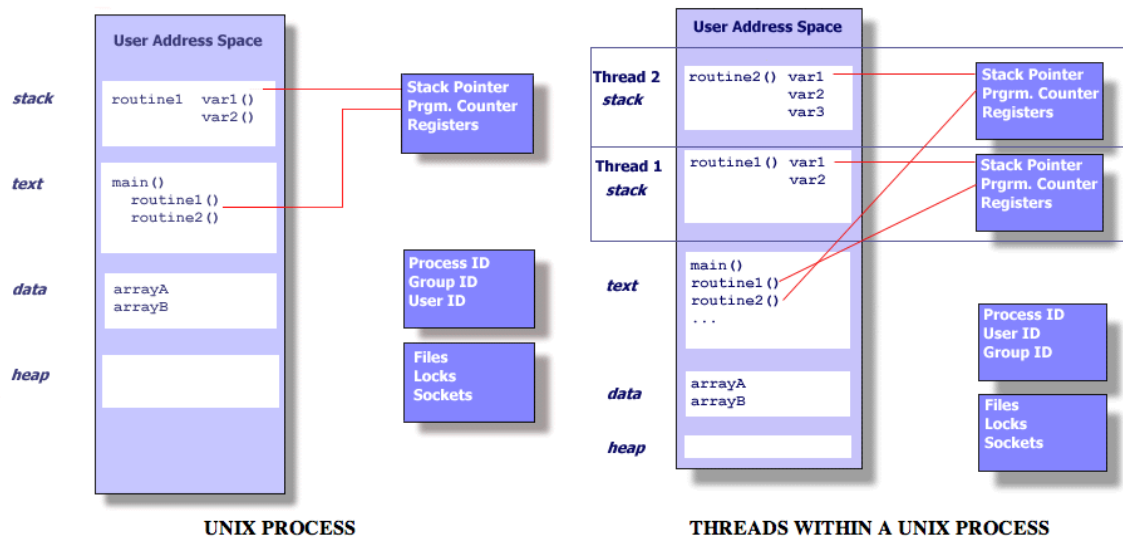 User Address Space
stack
routine1 var1()
var2()
Stack Pointer
Prgm. Counter
Registers
text
main()
routine1()
routine2()
data
arrayA
arrayB
Process ID
Group ID
User ID
heap
Files
Locks
Sockets
UNIX PROCESS
User Address Space
Thread 2
stack
routine2() var1
var2
var3
Stack Pointer
Prgrm. Counter
Registers
Thread 1
stack
routine1() var1
var2
Stack Pointer
Prgrm. Counter
Registers
text
main()
routine1()
routine2()
...
Process ID
User ID
Group ID
data
arrayA
arrayB
heap
Files
Locks
Sockets
THREADS WITHIN A UNIX PROCESS